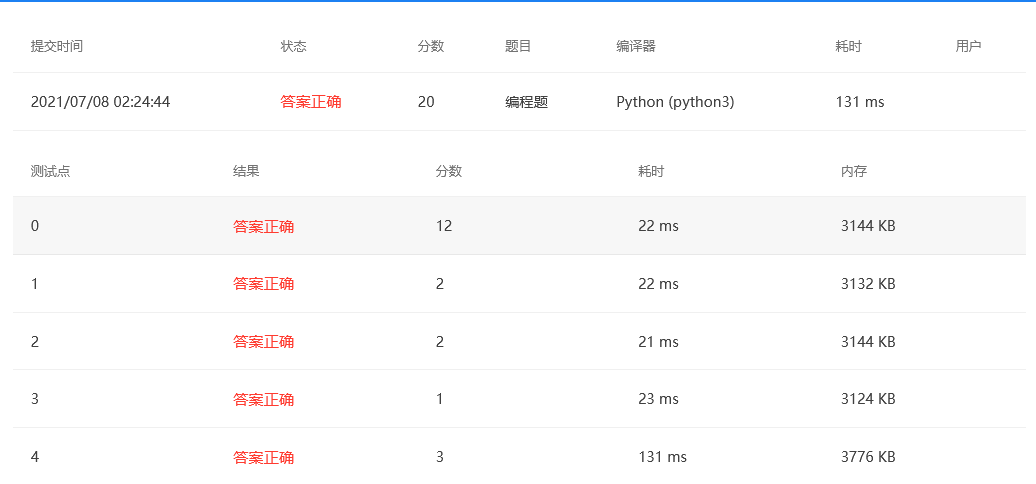 提交时间 状态 分数 题目 编译器 耗时 用户
2021/07/08 02:24:44 答案正确 20 编程题 Python (python3) 131 ms
测试点 结果 分数 耗时 内存
0 答案正确 12 22 ms 3144 KB
1 答案正确 2 22 ms 3132 KB
2 答案正确 2 21 ms 3144 KB
3 答案正确 1 23 ms 3124 KB
4 答案正确 3 131 ms 3776 KB